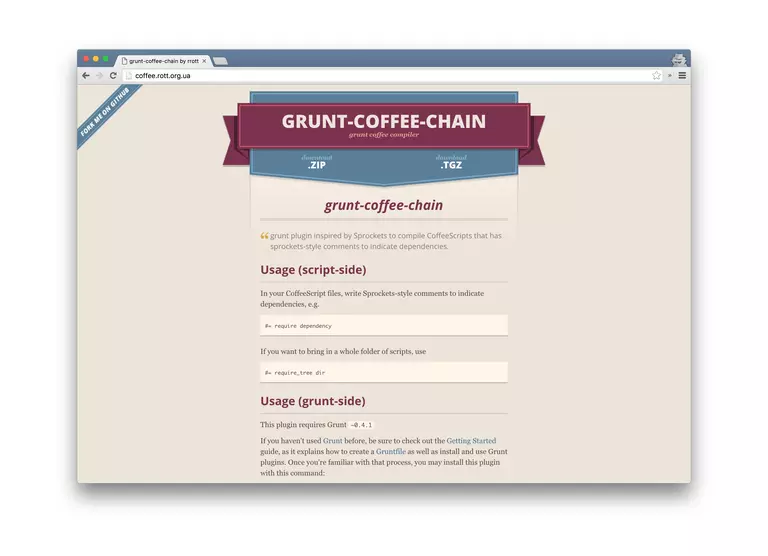 grunt-coffee-chain by rrott
coffee.rott.org.ua
FORK ME ON GITHUB
GRUNT-COFFEE-CHAIN
grunt coffee compiler
download
.ZIP
download
.TGZ
grunt-coffee-chain
grunt plugin inspired by Sprockets to compile CoffeeScripts that has
sprockets-style comments to indicate dependencies.
Usage (script-side)
In your CoffeeScript files, write Sprockets-style comments to indicate
dependencies, e.g.
#= require dependency
If you want to bring in a whole folder of scripts, use
#= require_tree dir
Usage (grunt-side)
This plugin requires Grunt ~0.4.1
If you haven't used Grunt before, be sure to check out the Getting Started
guide, as it explains how to create a Gruntfile as well as install and use Grunt
plugins. Once you're familiar with that process, you may install this plugin
with this command: